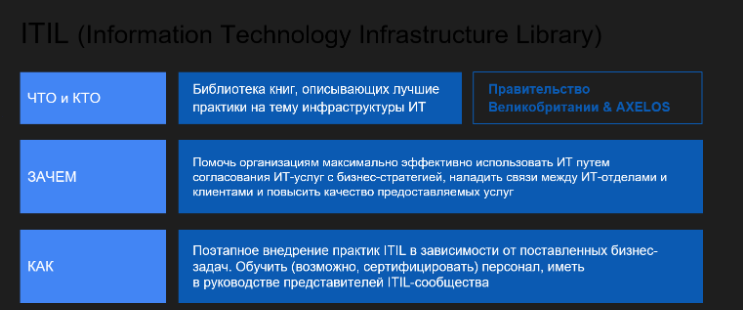 ITIL (Information Technology Infrastructure Library)
ЧТО и КТО
Библиотека книг, описывающих лучшие
практики на тему инфраструктуры ИТ
Правительство
Великобритании & AXELOS
ЗАЧЕМ
Помочь организациям максимально эффективно использовать ИТ путем
согласования ИТ-услуг с бизнес-стратегией, наладить связи между ИТ-отделами и
клиентами и повысить качество предоставляемых услуг
КАК
Поэтапное внедрение практик ITIL в зависимости от поставленных бизнес-
задач. Обучить (возможно, сертифицировать) персонал, иметь
в руководстве представителей ITIL-сообщества